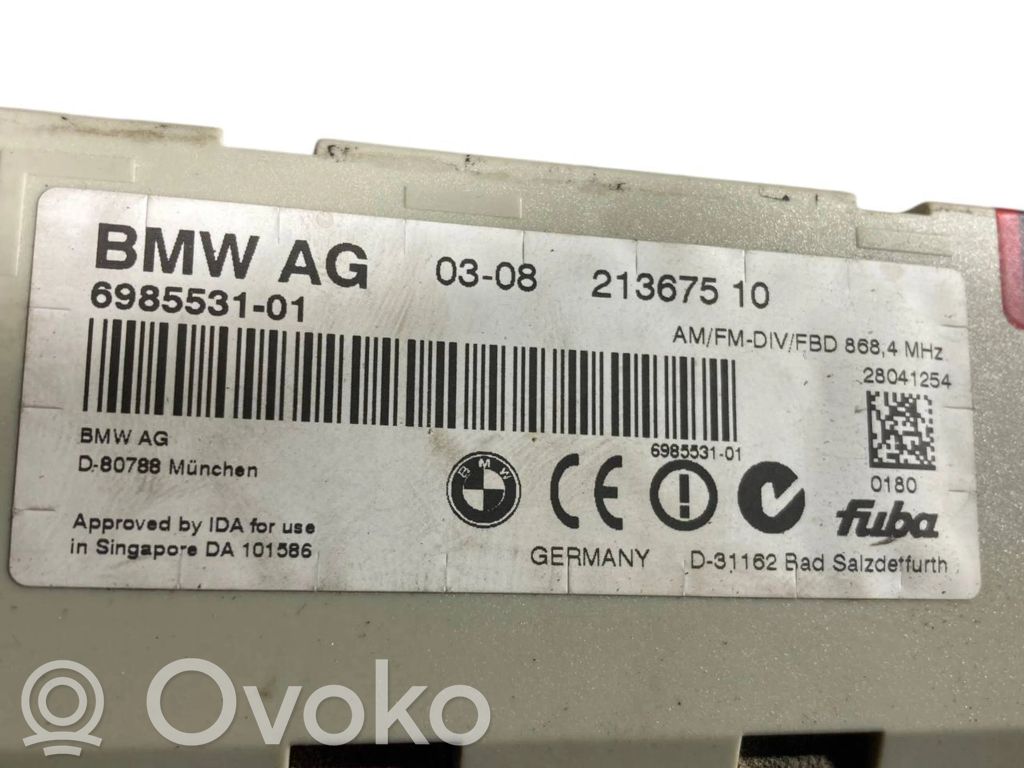 BMW AG 03-08 213675 10
6985531-01
AM/FM-DIV/FBD 868,4 MHz
28041254
6985531-01
BMW AG
D-80788 München
0180
BMW
CE
fuba
Approved by IDA for use
in Singapore DA 101586
GERMANY D-31162 Bad Salzdetfurth
Ovoko